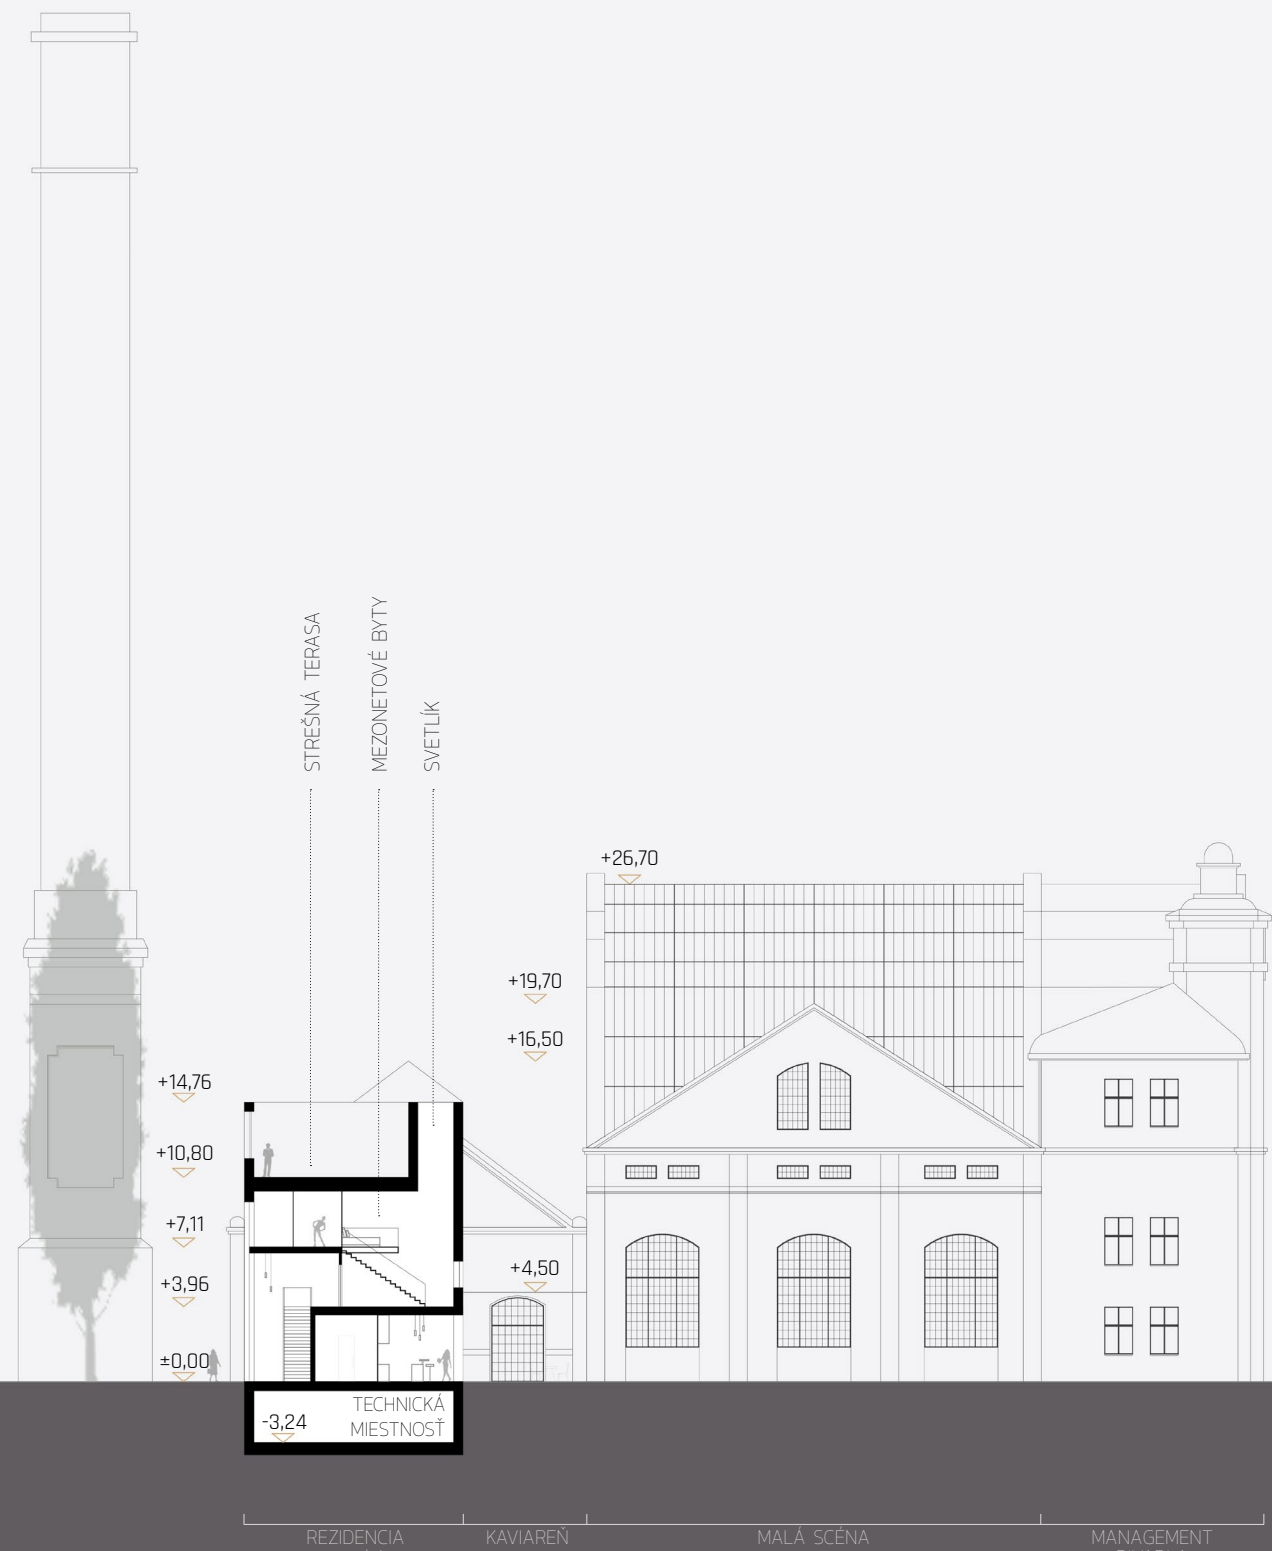 STREŠNÁ TERASA
MEZONETOVÉ BYTY
SVETLÍK
+26,70
+19,70
+16,50
+14,76
+10,80
+7,11
+3,96
+4,50
±0,00
-3,24
TECHNICKÁ
MIESTNOSŤ
REZIDENCIA
KAVIAREŇ
MALÁ SCÉNA
MANAGEMENT